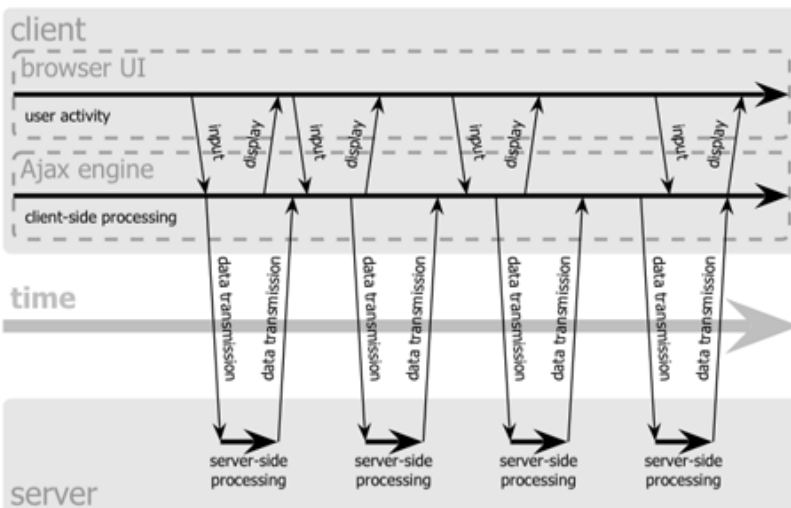 client
browser UI
user activity
input
display
input
display
input
display
input
display
Ajax engine
client-side processing
data transmission
data transmission
data transmission
data transmission
data transmission
data transmission
data transmission
data transmission
time
server-side
processing
server-side
processing
server-side
processing
server-side
processing
server